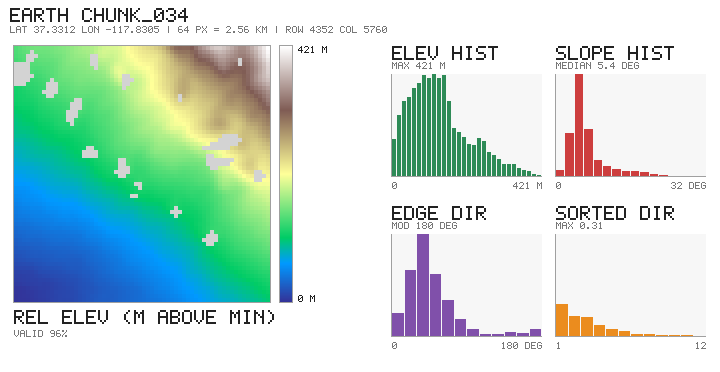 EARTH CHUNK_034
LAT 37.3312 LON -117.8305 | 64 PX = 2.56 KM | ROW 4352 COL 5760
421 M
0 M
REL ELEV (M ABOVE MIN)
VALID 96%
ELEV HIST
MAX 421 M
0 421 M
SLOPE HIST
MEDIAN 5.4 DEG
0 32 DEG
EDGE DIR
MOD 180 DEG
0 180 DEG
SORTED DIR
MAX 0.31
1 12